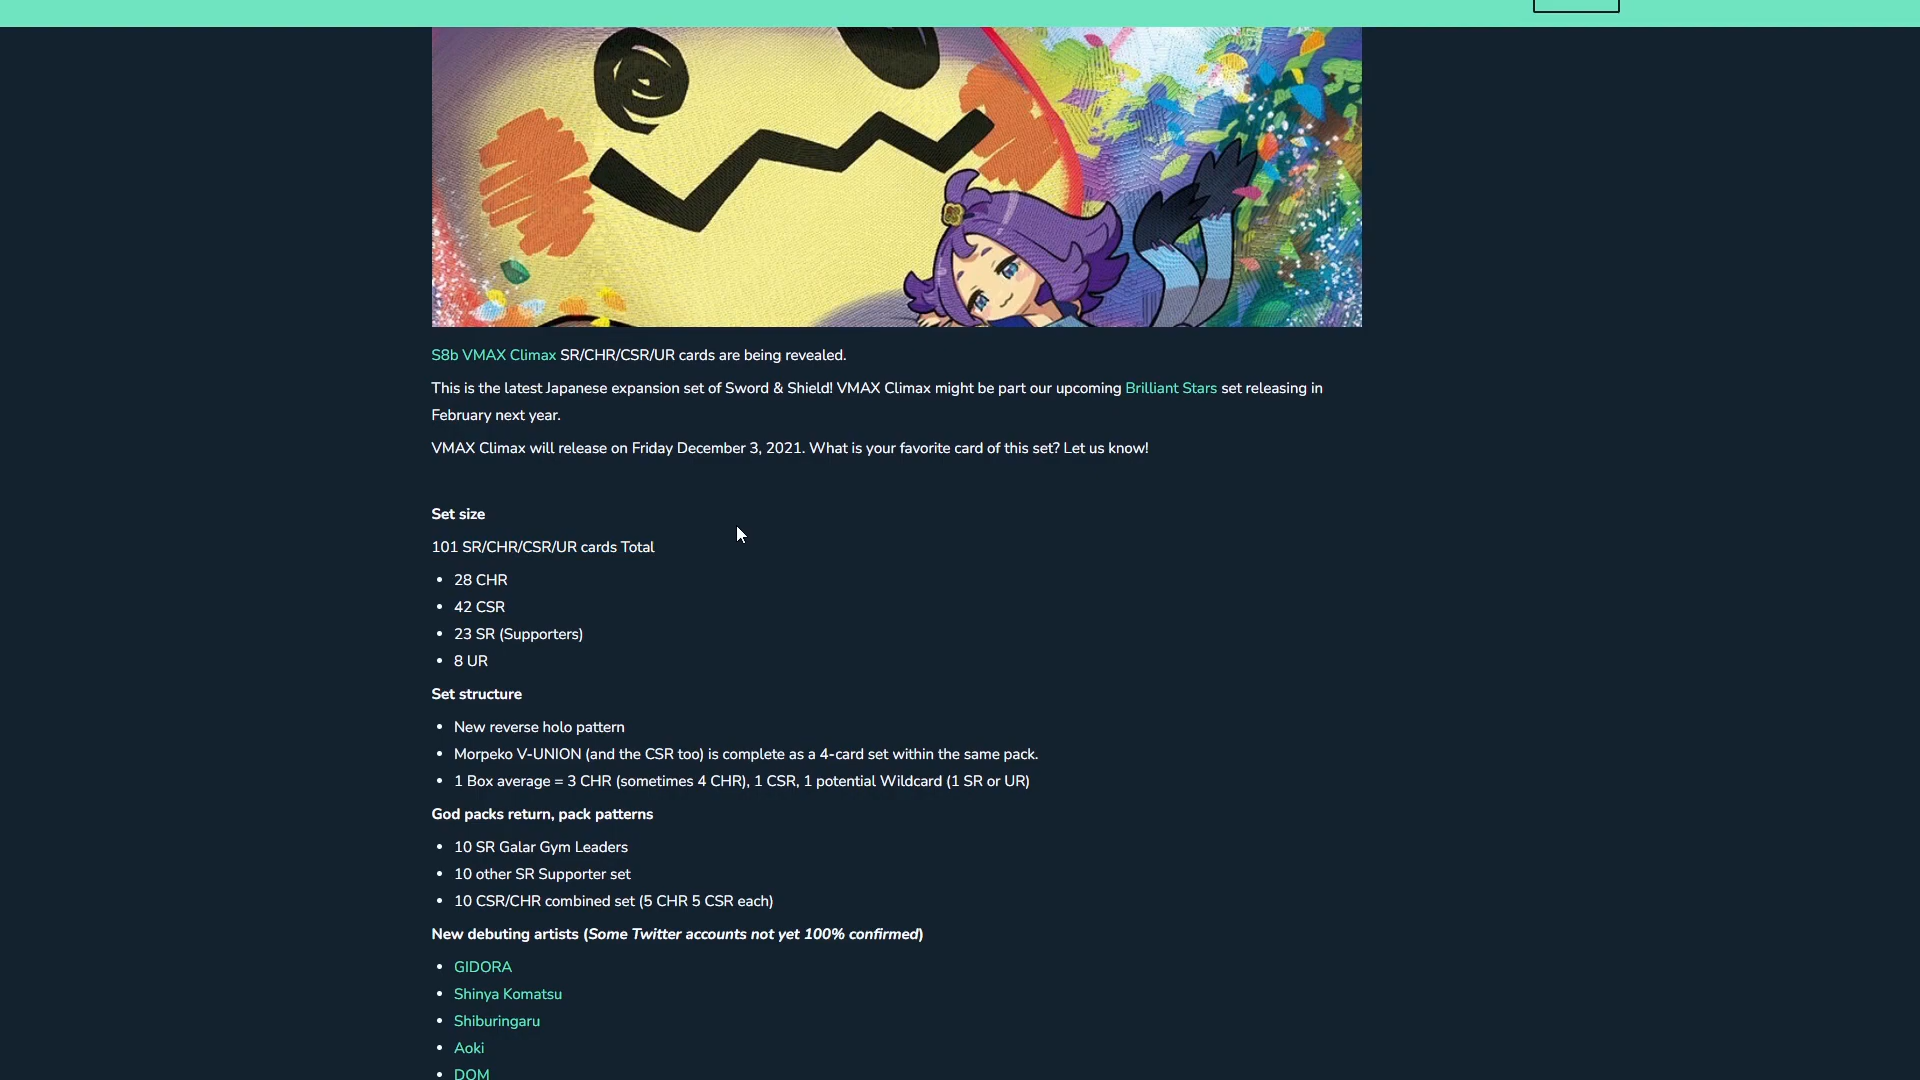 S8b VMAX Climax SR/CHR/CSR/UR cards are being revealed.
This is the latest Japanese expansion set of Sword & Shield! VMAX Climax might be part our upcoming Brilliant Stars set releasing in
February next year.
VMAX Climax will release on Friday December 3, 2021. What is your favorite card of this set? Let us know!
Set size
101 SR/CHR/CSR/UR cards Total
• 28 CHR
• 42 CSR
• 23 SR (Supporters)
• 8 UR
Set structure
• New reverse holo pattern
• Morpeko V-UNION (and the CSR too) is complete as a 4-card set within the same pack.
• 1 Box average = 3 CHR (sometimes 4 CHR), 1 CSR, 1 potential Wildcard (1 SR or UR)
God packs return, pack patterns
• 10 SR Galar Gym Leaders
• 10 other SR Supporter set
• 10 CSR/CHR combined set (5 CHR 5 CSR each)
New debuting artists (Some Twitter accounts not yet 100% confirmed)
• GIDORA
• Shinya Komatsu
• Shiburingaru
• Aoki
• DOM